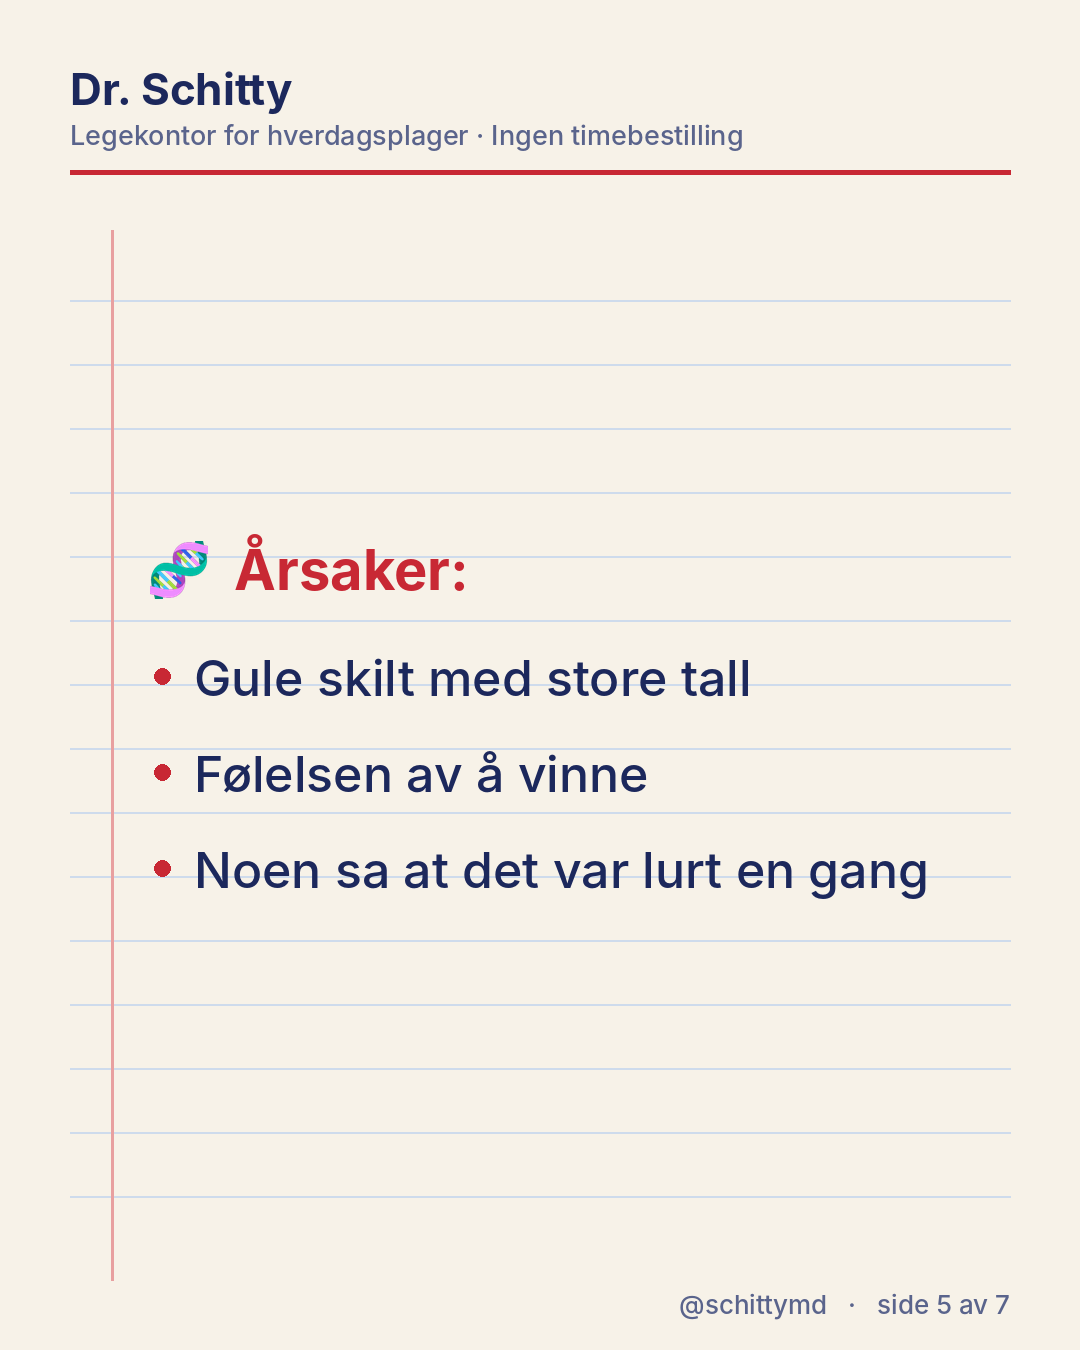 Dr. Schitty
Legekontor for hverdagsplager · Ingen timebestilling
🧬 Årsaker:
• Gule skilt med store tall
• Følelsen av å vinne
• Noen sa at det var lurt en gang
@schittymd · side 5 av 7